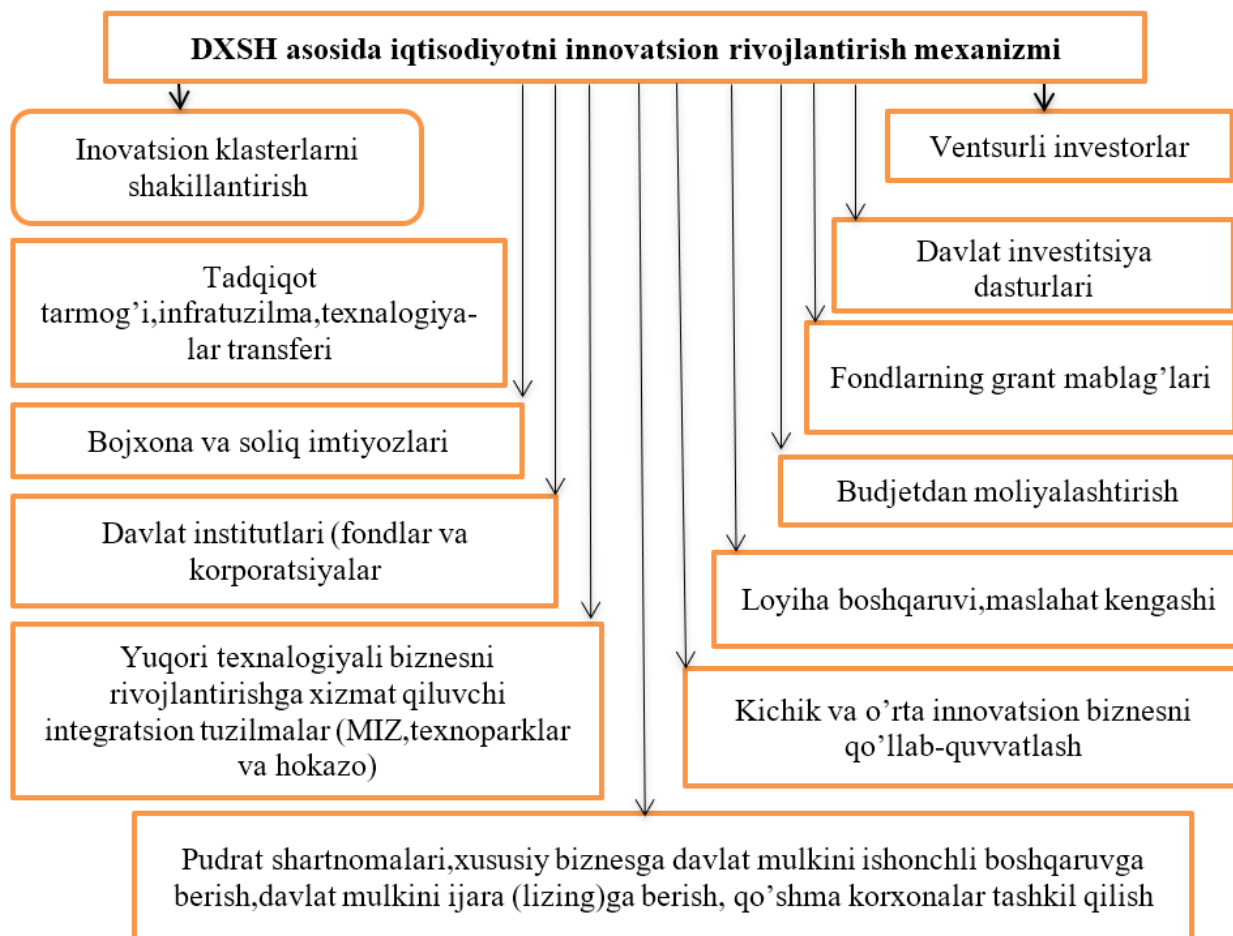 DXSH asosida iqtisodiyotni innovatsion rivojlantirish mexanizmi
Inovatsion klasterlarni
shakillantirish
Tadqiqot
tarmog’i,infratuzilma,texnalogiya-
lar transferi
Bojxona va soliq imtiyozlari
Davlat institutlari (fondlar va
korporatsiyalar
Yuqori texnalogiyali biznesni
rivojlantirishga xizmat qiluvchi
integratsion tuzilmalar (MIZ,texnoparklar
va hokazo)
Ventsurli investorlar
Davlat investitsiya
dasturlari
Fondlarning grant mablag’lari
Budjetdan moliyalashtirish
Loyiha boshqaruvi,maslahat kengashi
Kichik va o’rta innovatsion biznesni
qo’llab-quvvatlash
Pudrat shartnomalari,xususiy biznesga davlat mulkini ishonchli boshqaruvga
berish,davlat mulkini ijara (lizing)ga berish, qo’shma korxonalar tashkil qilish